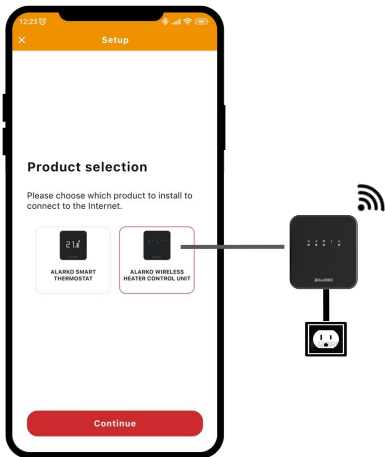 12:23
Setup
Product selection
Please choose which product to install to
connect to the Internet.
21.5°
ALARKO SMART
THERMOSTAT
ALARKO WIRELESS
HEATER CONTROL UNIT
ALARKO
Continue